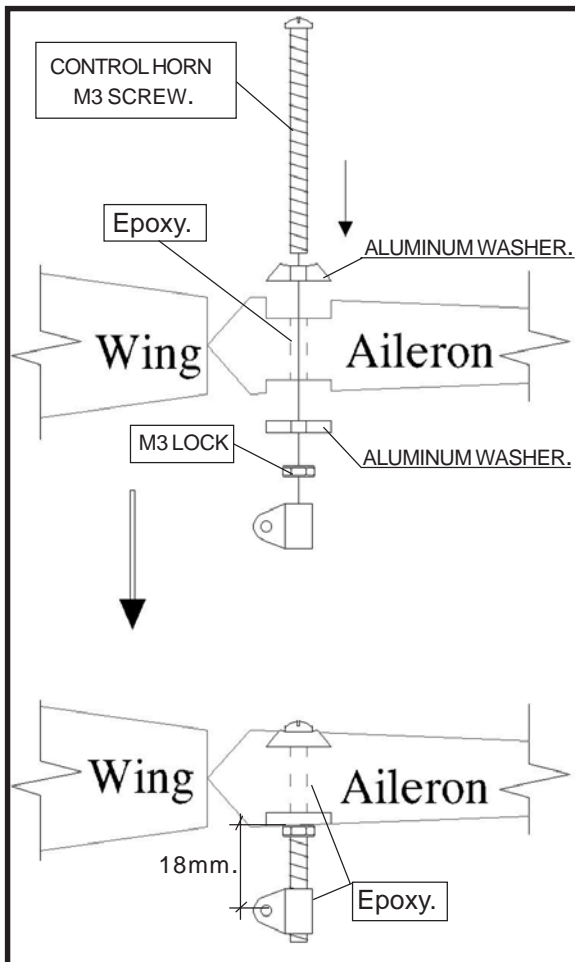 CONTROL HORN
M3 SCREW.
Epoxy.
ALUMINUM WASHER.
Wing
Aileron
M3 LOCK
ALUMINUM WASHER.
Wing
Aileron
18mm.
Epoxy.